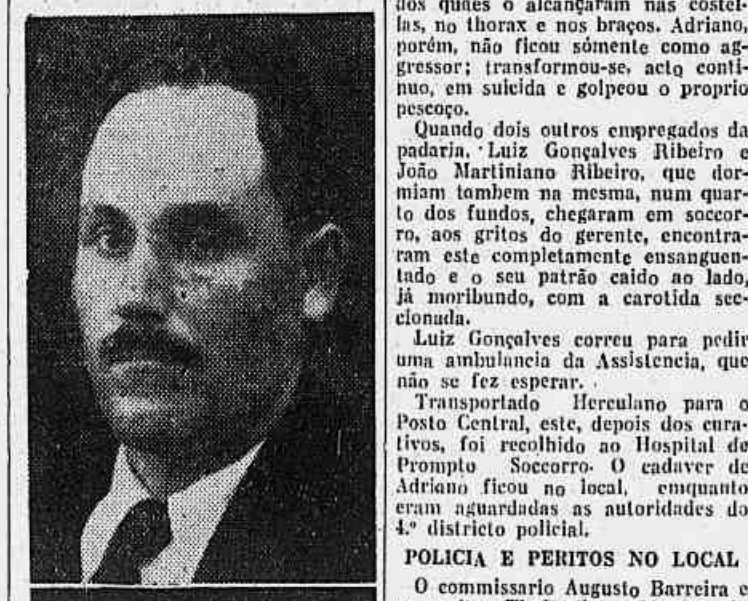 dos quaes o alcançaram nas costel-
las, no thorax e nos braços. Adriano,
porém, não ficou sómente como ag-
gressor; transformou-se, acto conti-
nuo, em suicida e golpeou o proprio
pescoço.
Quando dois outros empregados da
padaria, Luiz Gonçalves Ribeiro e
João Martiniano Ribeiro, que dor-
miam tambem na mesma, num quar-
to dos fundos, chegaram em soccor-
ro, aos gritos do gerente, encontra-
ram este completamente ensanguen-
tado e o seu patrão caido ao lado,
já moribundo, com a carotida sec-
cionada.
Luiz Gonçalves correu para pedir
uma ambulancia da Assistencia, que
não se fez esperar.
Transportado Herculano para o
Posto Central, este, depois dos cura-
tivos, foi recolhido ao Hospital de
Prompto Soccorro. O cadaver de
Adriano ficou no local, emquanto
eram aguardadas as autoridades do
4.º districto policial.
POLICIA E PERITOS NO LOCAL
O commissario Augusto Barreira e